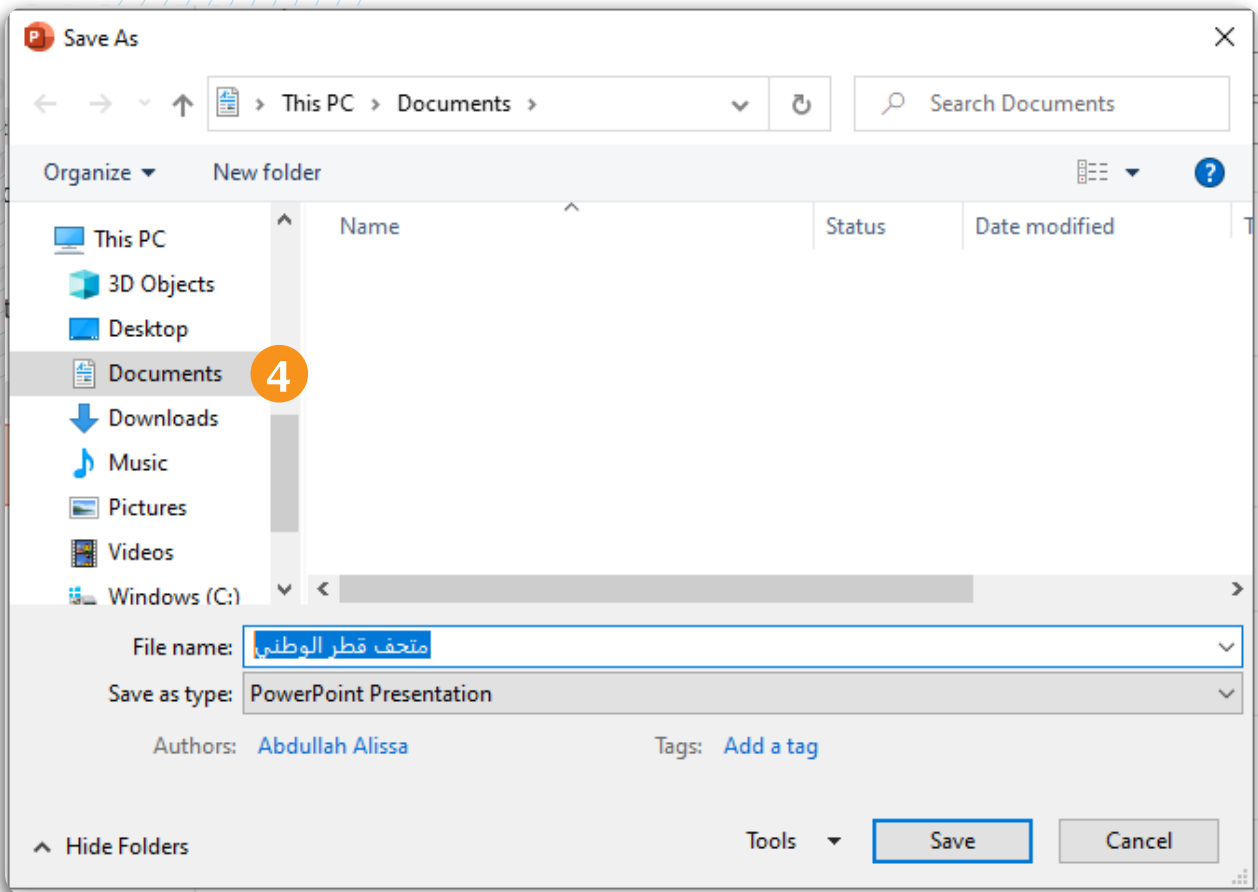 Save As
This PC > Documents >
Search Documents
Organize
New folder
Name
Status
Date modified
This PC
3D Objects
Desktop
Documents
4
Downloads
Music
Pictures
Videos
Windows (C:)
File name: متحف قطر الوطني
Save as type: PowerPoint Presentation
Authors: Abdullah Alissa
Tags: Add a tag
Hide Folders
Tools
Save
Cancel